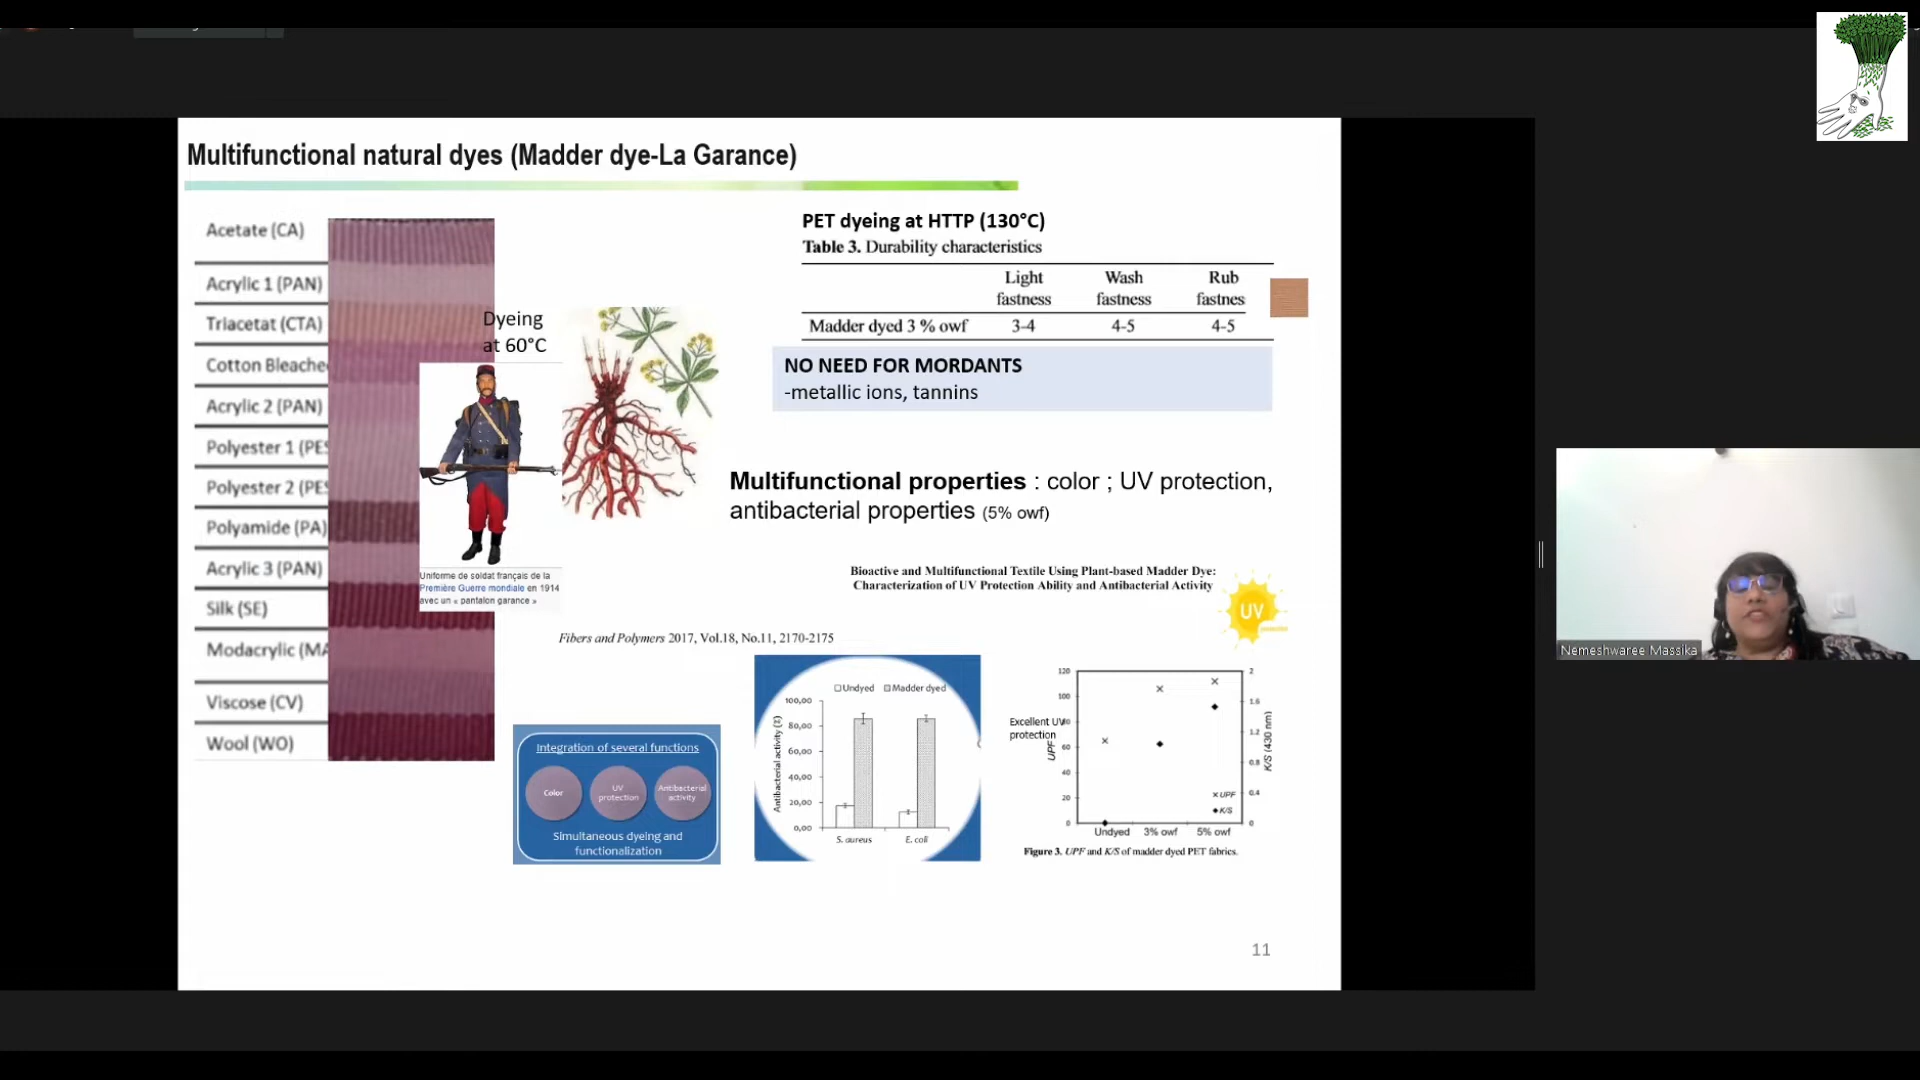 Multifunctional natural dyes (Madder dye-La Garance)
Acetate (CA)
Acrylic 1 (PAN)
Triacetat (CTA)
Cotton Bleache
Acrylic 2 (PAN)
Polyester 1 (PES
Polyester 2 (PES
Polyamide (PA)
Acrylic 3 (PAN)
Silk (SE)
Modacrylic (MA
Viscose (CV)
Wool (WO)
Dyeing
at 60°C
Uniforme de soldat français de la
Première Guerre mondiale en 1914
avec un « pantalon garance »
PET dyeing at HTTP (130°C)
Table 3. Durability characteristics
Light fastness Wash fastness Rub fastnes
Madder dyed 3 % owf 3-4 4-5 4-5
NO NEED FOR MORDANTS
-metallic ions, tannins
Multifunctional properties : color ; UV protection,
antibacterial properties (5% owf)
Bioactive and Multifunctional Textile Using Plant-based Madder Dye:
Characterization of UV Protection Ability and Antibacterial Activity
UV
Fibers and Polymers 2017, Vol.18, No.11, 2170-2175
Integration of several functions
Color
UV protection
Antibacterial activity
Simultaneous dyeing and
functionalization
Undyed Madder dyed
Antibacterial activity (%)
100,00
80,00
60,00
40,00
20,00
0,00
S. aureus E. coli
Excellent UV
protection
UPF
120
100
80
60
40
20
0
2
1.6
1.2
0.8
0.4
0
K/S (430 nm)
UPF
K/S
Undyed 3% owf 5% owf
Figure 3. UPF and K/S of madder dyed PET fabrics.
11
Nemeshwaree Massika